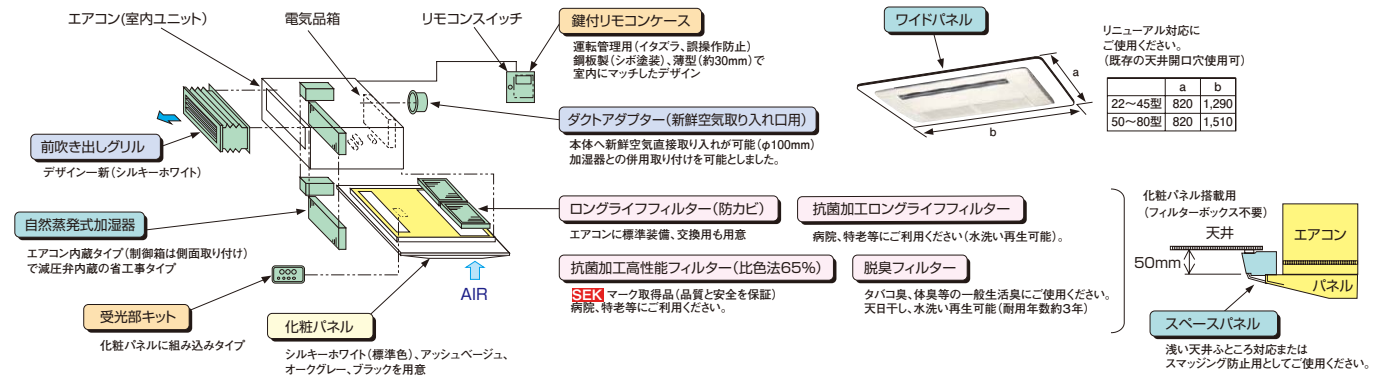 エアコン(室内ユニット)
電気品箱
リモコンスイッチ
鍵付リモコンケース
運転管理用(イタズラ、誤操作防止)
鋼板製(シボ塗装)、薄型(約30mm)で
室内にマッチしたデザイン
ダクトアダプター(新鮮空気取り入れ口用)
本体へ新鮮空気直接取り入れが可能(φ100mm)
加湿器との併用取り付けを可能としました。
前吹き出しグリル
デザイン一新(シルキーホワイト)
自然蒸発式加湿器
エアコン内蔵タイプ(制御箱は側面取り付け)
で減圧弁内蔵の省工事タイプ
受光部キット
化粧パネルに組み込みタイプ
化粧パネル
シルキーホワイト(標準色)、アッシュベージュ、
オークグレー、ブラックを用意
AIR
ロングライフフィルター(防カビ)
エアコンに標準装備、交換用も用意
抗菌加工ロングライフフィルター
病院、特老等にご利用ください(水洗い再生可能)。
抗菌加工高性能フィルター(比色法65%)
SEK マーク取得品(品質と安全を保証)
病院、特老等にご利用ください。
脱臭フィルター
タバコ臭、体臭等の一般生活臭にご使用ください。
天日干し、水洗い再生可能(耐用年数約3年)
ワイドパネル
a
b
リニューアル対応に
ご使用ください。
(既存の天井開口穴使用可)
a b
22〜45型 820 1,290
50〜80型 820 1,510
化粧パネル搭載用
(フィルターボックス不要)
天井
50mm
エアコン
パネル
スペースパネル
浅い天井ふところ対応または
スマッジング防止用としてご使用ください。